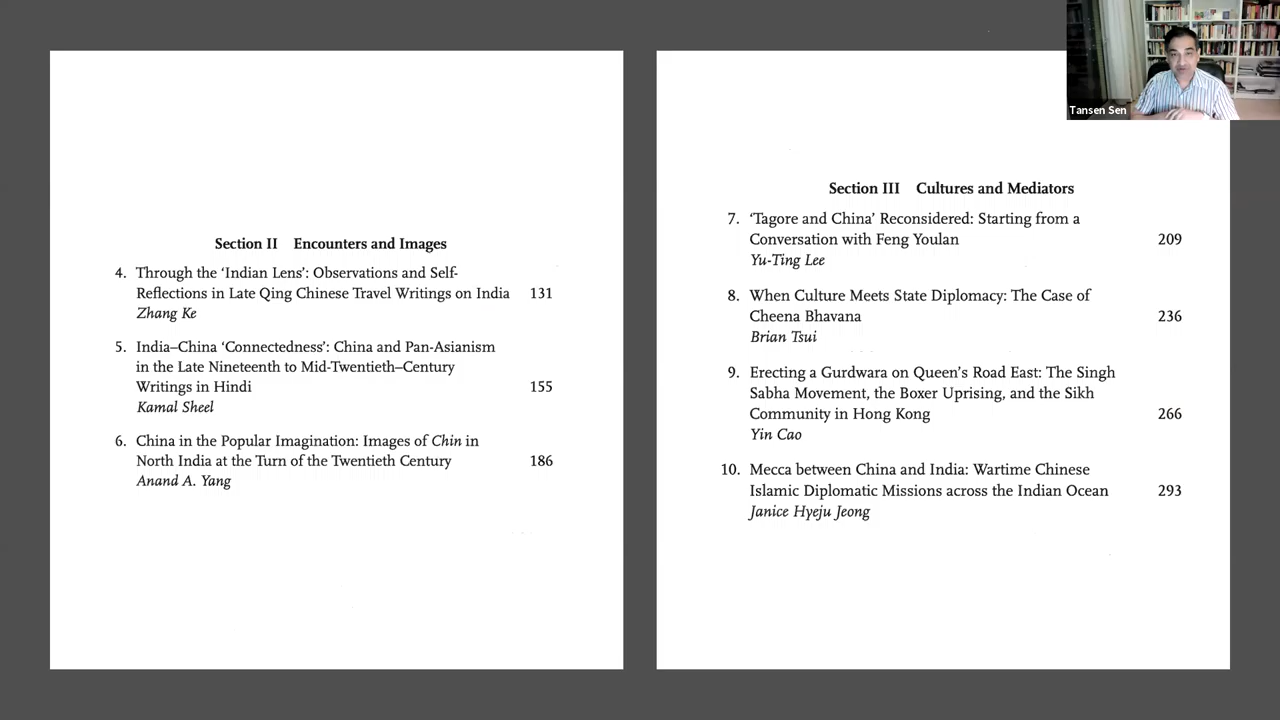 Section II Encounters and Images
4. Through the ‘Indian Lens’: Observations and Self-
Reflections in Late Qing Chinese Travel Writings on India 131
Zhang Ke
5. India–China ‘Connectedness’: China and Pan-Asianism
in the Late Nineteenth to Mid-Twentieth–Century
Writings in Hindi 155
Kamal Sheel
6. China in the Popular Imagination: Images of Chin in
North India at the Turn of the Twentieth Century 186
Anand A. Yang
Section III Cultures and Mediators
7. ‘Tagore and China’ Reconsidered: Starting from a
Conversation with Feng Youlan 209
Yu-Ting Lee
8. When Culture Meets State Diplomacy: The Case of
Cheena Bhavana 236
Brian Tsui
9. Erecting a Gurdwara on Queen’s Road East: The Singh
Sabha Movement, the Boxer Uprising, and the Sikh
Community in Hong Kong 266
Yin Cao
10. Mecca between China and India: Wartime Chinese
Islamic Diplomatic Missions across the Indian Ocean 293
Janice Hyeju Jeong
Tansen Sen